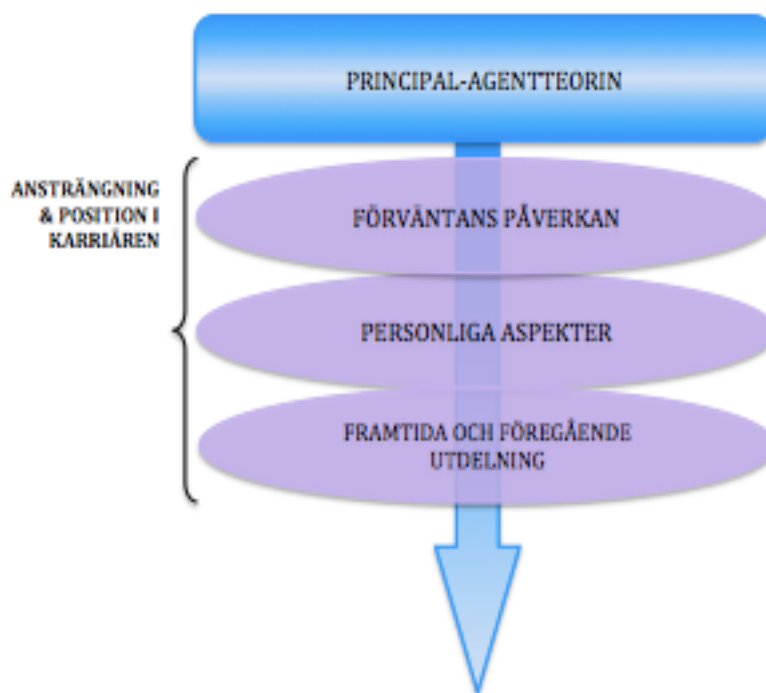 PRINCIPAL-AGENTTEORIN
ANSTRÄNGNING
& POSITION I
KARRIÄREN
FÖRVÄNTANS PÅVERKAN
PERSONLIGA ASPEKTER
FRAMTIDA OCH FÖREGÅENDE
UTDELNING